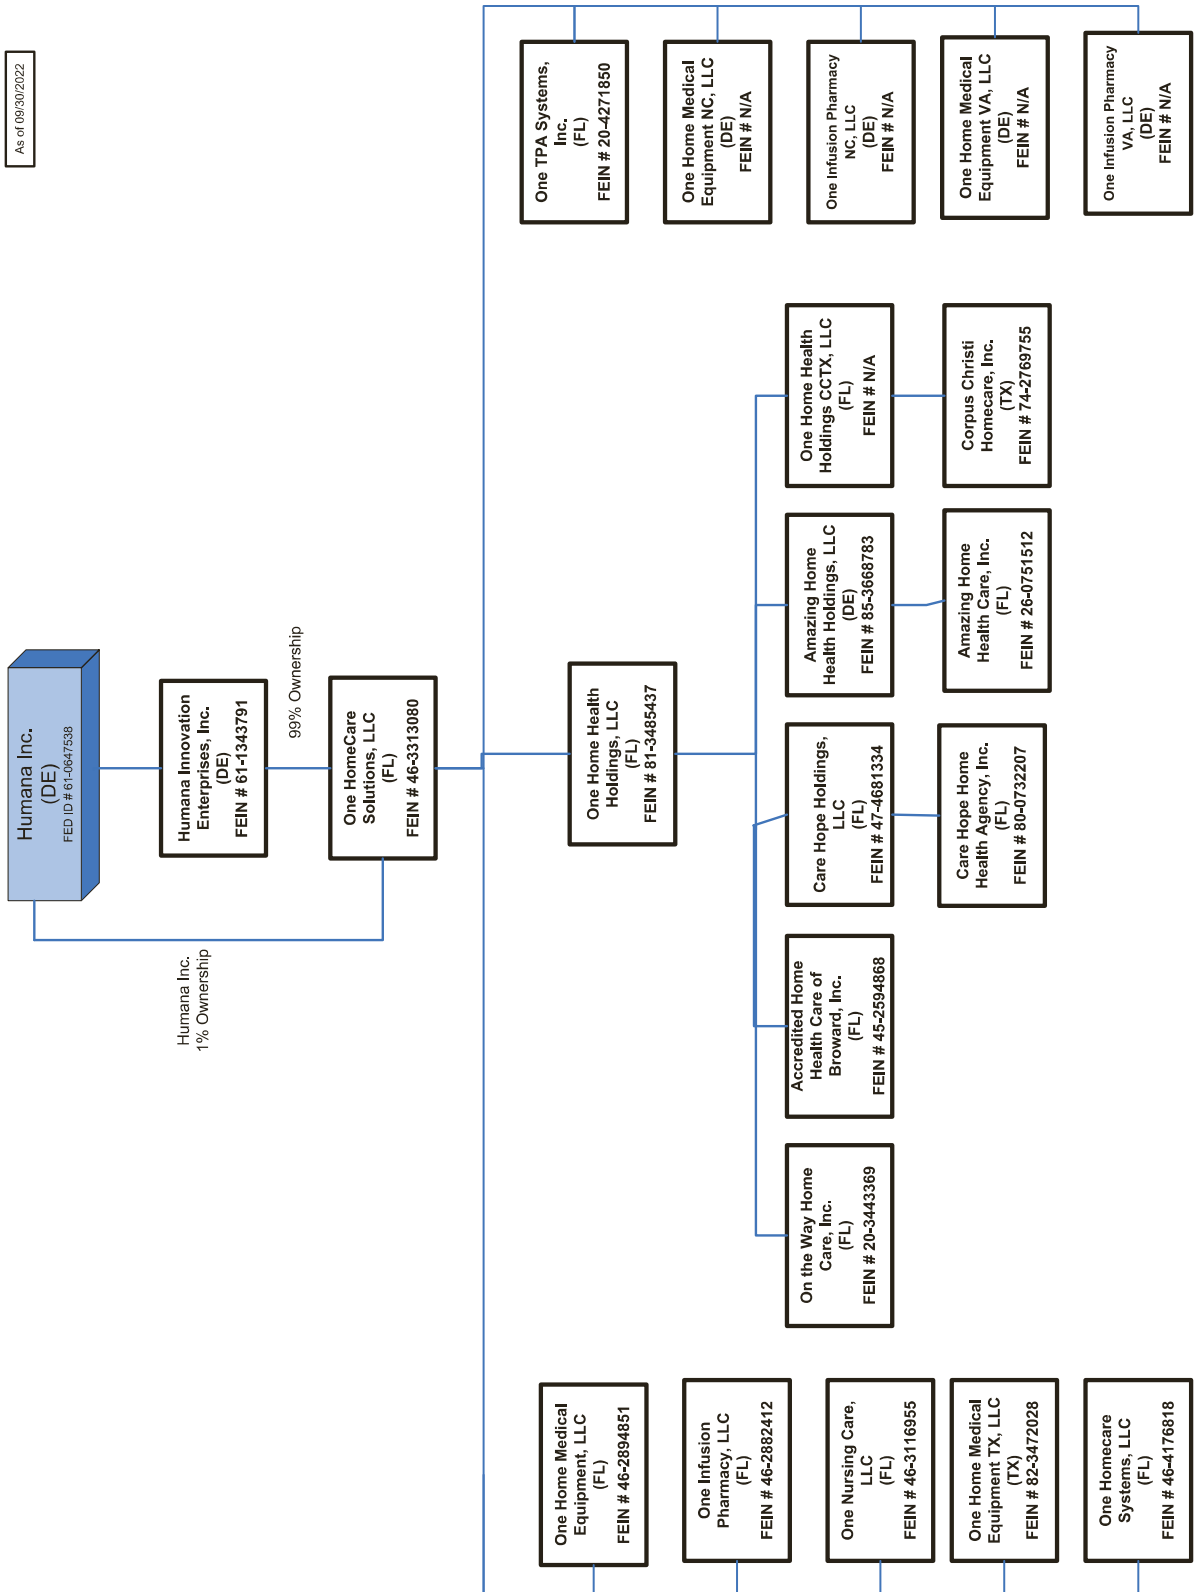 As of 09/30/2022
Humana Inc.
(DE)
FED ID # 61-0647538
Humana Innovation
Enterprises, Inc.
(DE)
FEIN # 61-1343791
99% Ownership
Humana Inc.
1% Ownership
One HomeCare
Solutions, LLC
(FL)
FEIN # 46-3313080
One Home Medical
Equipment, LLC
(FL)
FEIN # 46-2894851
One Home Health
Holdings, LLC
(FL)
FEIN # 81-3485437
One TPA Systems,
Inc.
(FL)
FEIN # 20-4271850
One Infusion
Pharmacy, LLC
(FL)
FEIN # 46-2882412
One Home Medical
Equipment NC, LLC
(DE)
FEIN # N/A
On the Way Home
Care, Inc.
(FL)
FEIN # 20-3443369
Accredited Home
Health Care of
Broward, Inc.
(FL)
FEIN # 45-2594868
Care Hope Holdings,
LLC
(FL)
FEIN # 47-4681334
Amazing Home
Health Holdings, LLC
(DE)
FEIN # 85-3668783
One Home Health
Holdings CCTX, LLC
(FL)
FEIN # N/A
One Nursing Care,
LLC
(FL)
FEIN # 46-3116955
One Infusion Pharmacy
NC, LLC
(DE)
FEIN # N/A
One Home Medical
Equipment TX, LLC
(TX)
FEIN # 82-3472028
Care Hope Home
Health Agency, Inc.
(FL)
FEIN # 80-0732207
Amazing Home
Health Care, Inc.
(FL)
FEIN # 26-0751512
Corpus Christi
Homecare, Inc.
(TX)
FEIN # 74-2769755
One Home Medical
Equipment VA, LLC
(DE)
FEIN # N/A
One Homecare
Systems, LLC
(FL)
FEIN # 46-4176818
One Infusion Pharmacy
VA, LLC
(DE)
FEIN # N/A